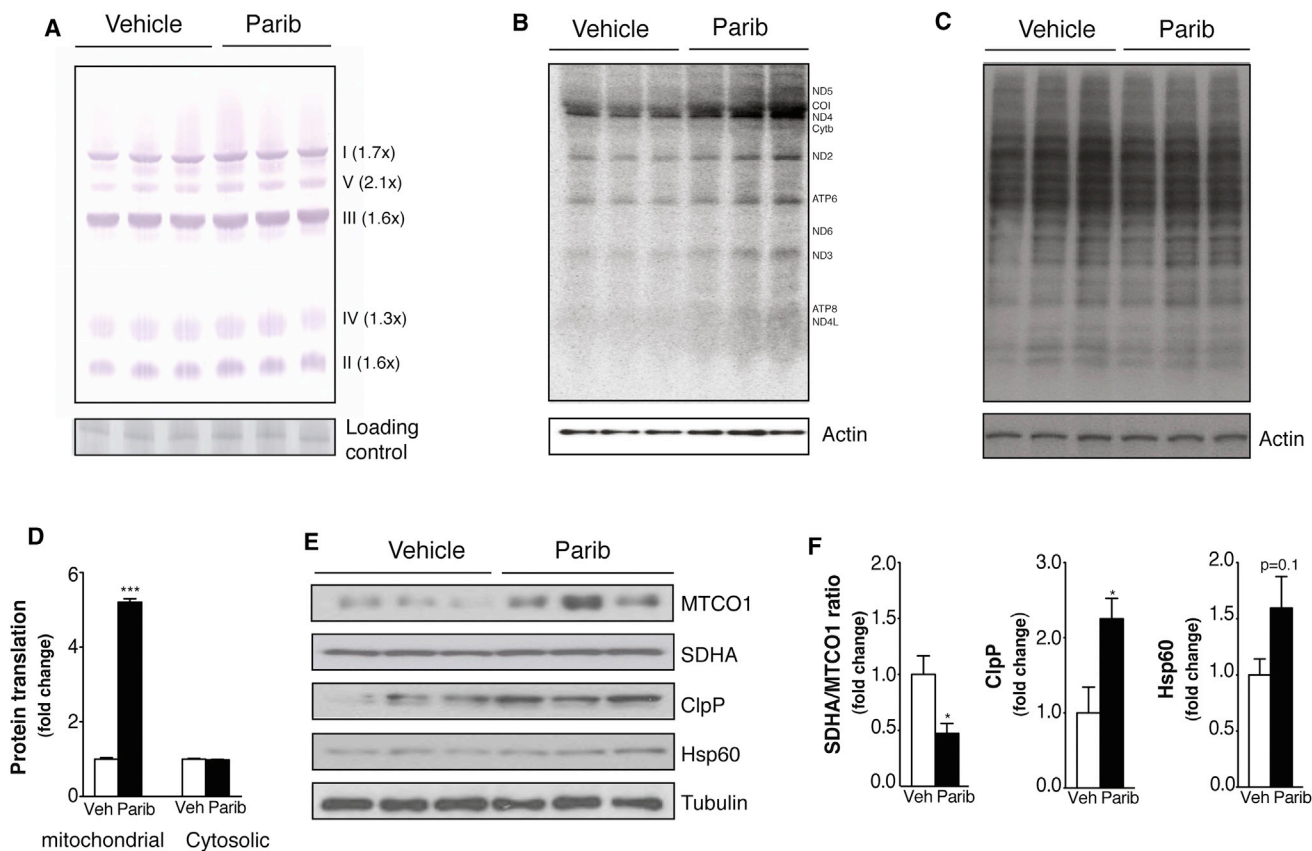 A
Vehicle
Parib
I (1.7x)
V (2.1x)
III (1.6x)
IV (1.3x)
II (1.6x)
Loading
control
B
Vehicle
Parib
ND5
COI
ND4
Cytb
ND2
ATP6
ND6
ND3
ATP8
ND4L
Actin
C
Vehicle
Parib
Actin
D
Protein translation
(fold change)
6
4
2
0
***
Veh Parib Veh Parib
mitochondrial Cytosolic
E
Vehicle
Parib
MTCO1
SDHA
ClpP
Hsp60
Tubulin
F
SDHA/MTCO1 ratio
(fold change)
2.0
1.5
1.0
0.5
0.0
*
Veh Parib
ClpP
(fold change)
3.0
2.0
1.0
0.0
*
Veh Parib
Hsp60
(fold change)
2.0
1.5
1.0
0.5
0.0
p=0.1
Veh Parib